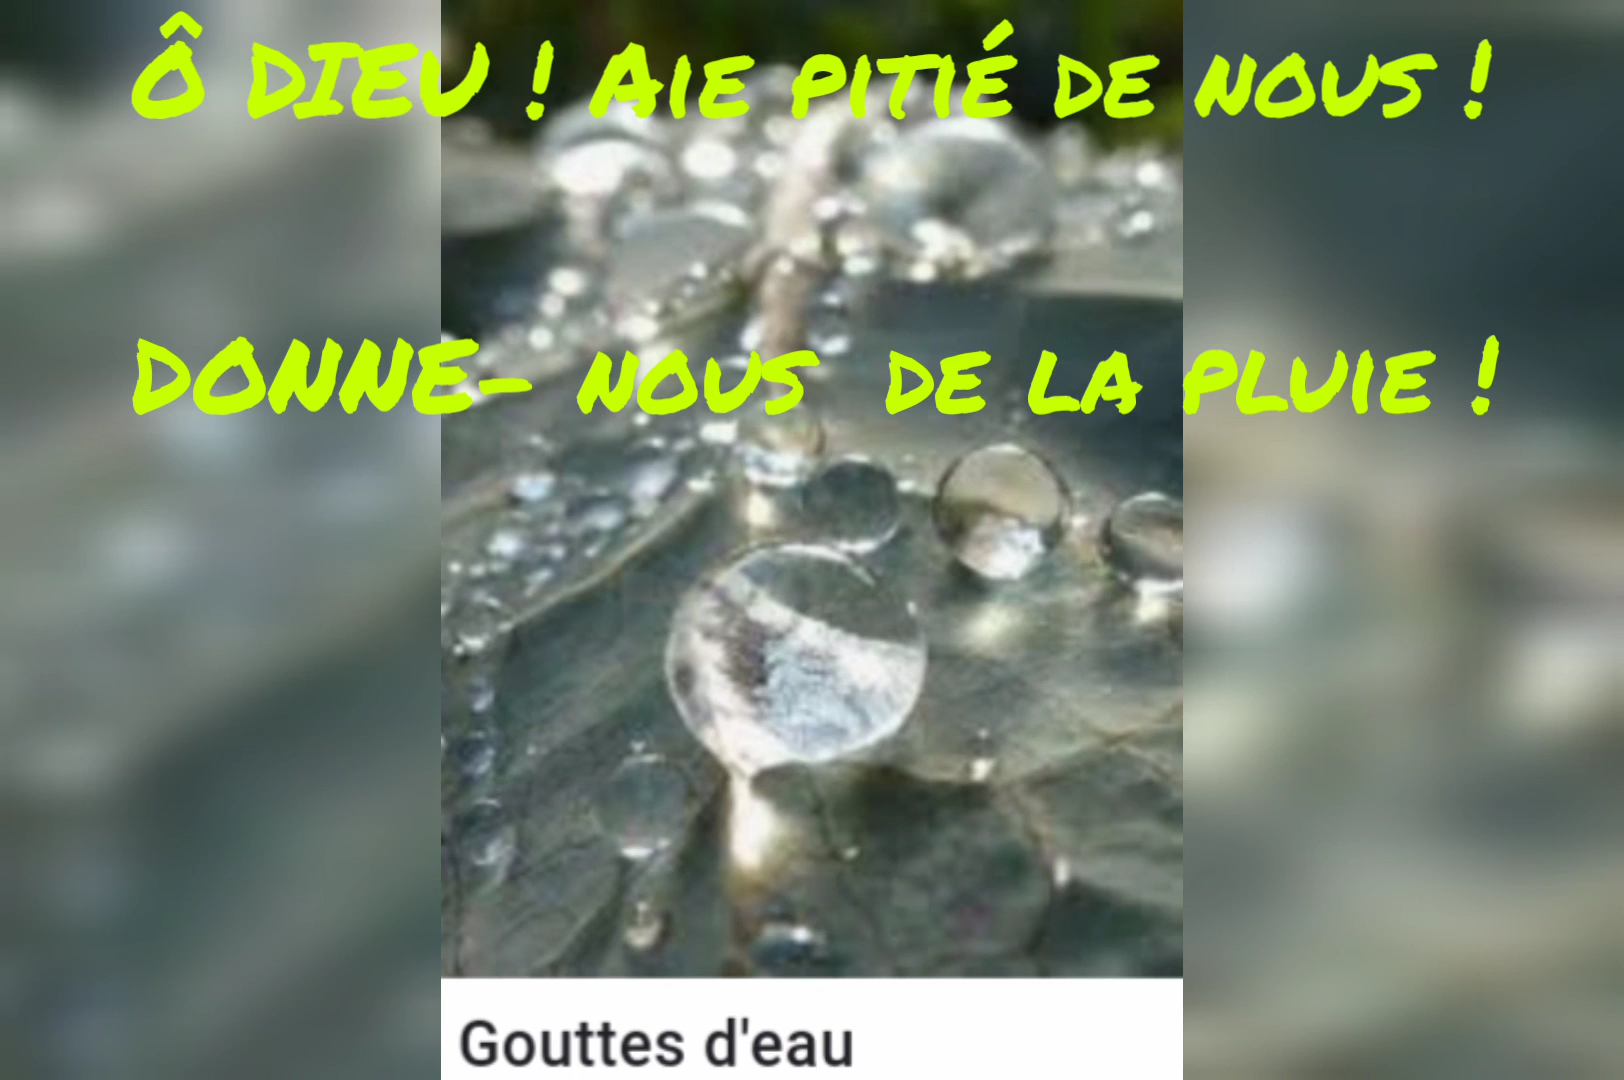 Ô DIEU ! AIE PITIÉ DE NOUS !
DONNE- NOUS DE LA PLUIE !
Gouttes d'eau